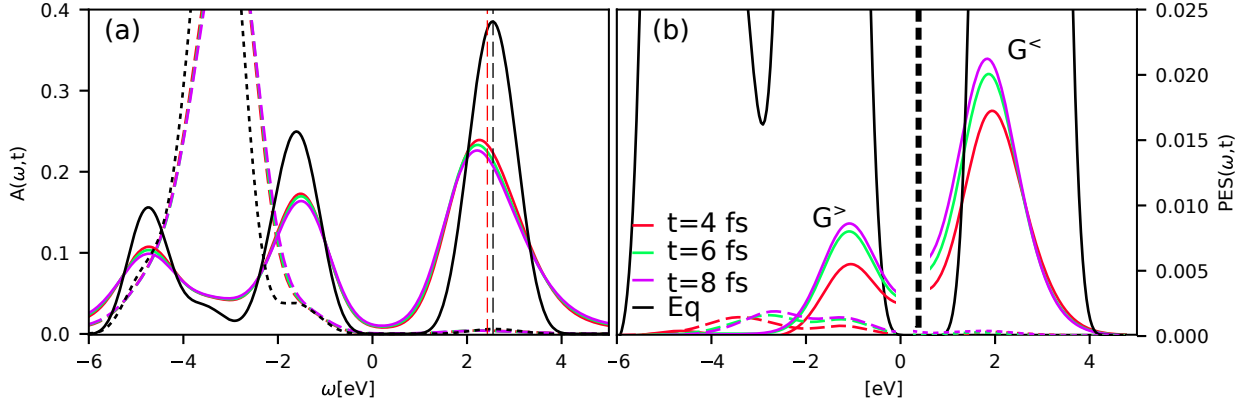 (a)
0.4
0.3
0.2
0.1
0.0
A(ω,t)
−6
−4
−2
0
2
4
ω[eV]
(b)
G<
G>
t=4 fs
t=6 fs
t=8 fs
Eq
−6
−4
−2
0
2
4
[eV]
0.025
0.020
0.015
0.010
0.005
0.000
PES(ω,t)